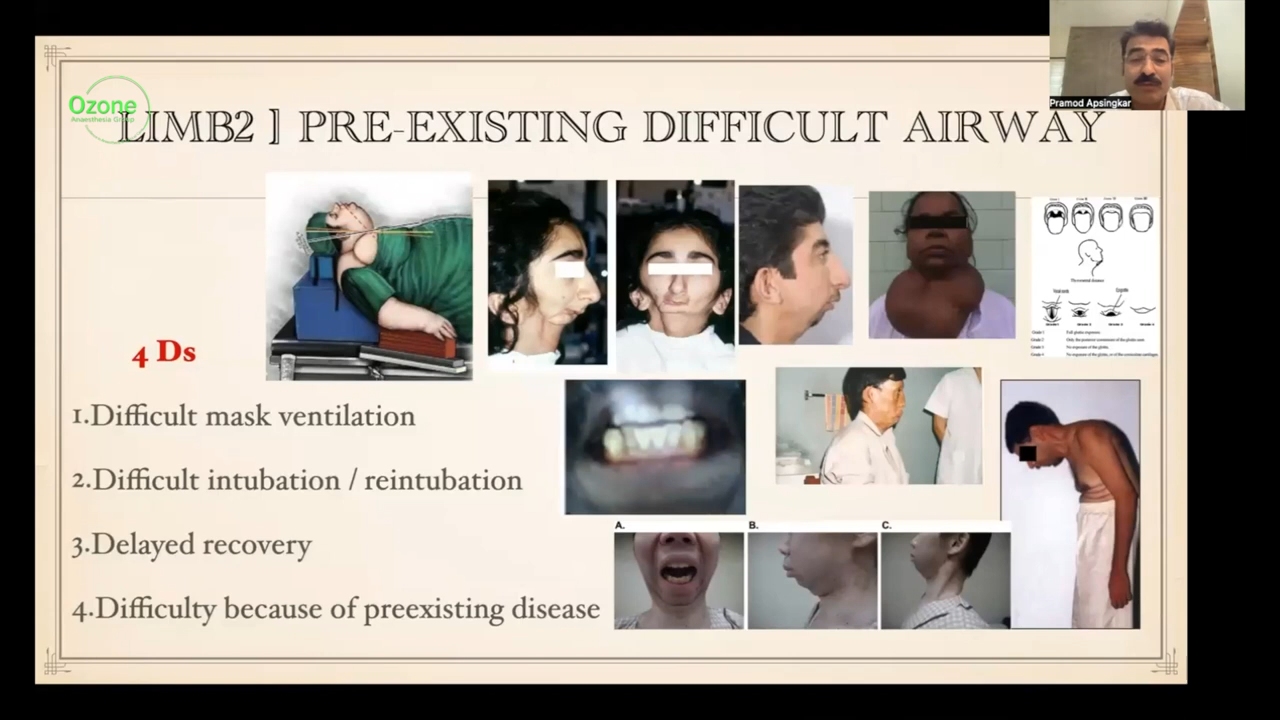 Pramod Apsingkar
Ozone
Anaesthesia Group
LIMB2 ] PRE-EXISTING DIFFICULT AIRWAY
4 Ds
1.Difficult mask ventilation
2.Difficult intubation / reintubation
3.Delayed recovery
4.Difficulty because of preexisting disease
A.
B.
C.